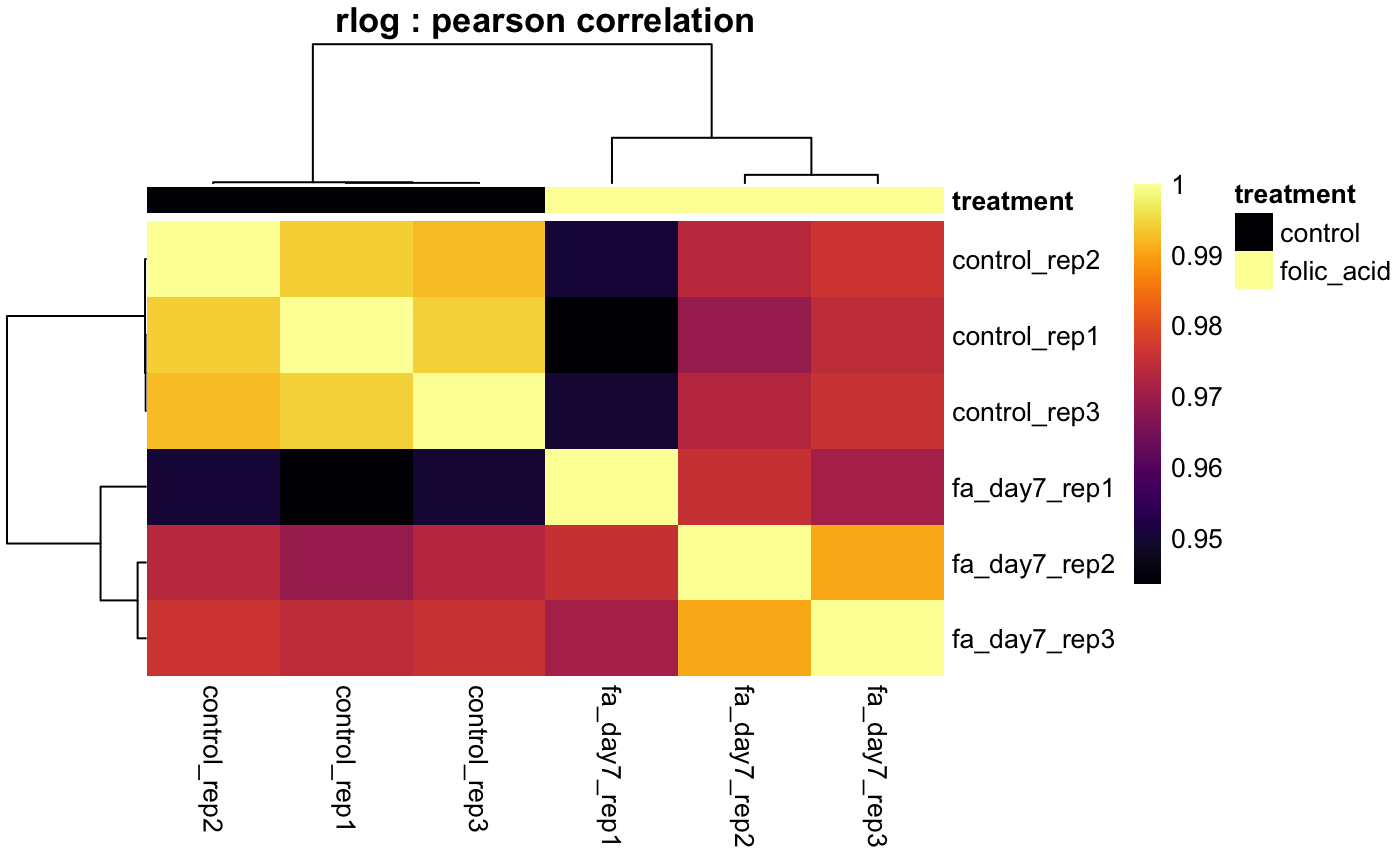 rlog : pearson correlation
treatment
control_rep2
control_rep1
control_rep3
fa_day7_rep1
fa_day7_rep2
fa_day7_rep3
control_rep2
control_rep1
control_rep3
fa_day7_rep1
fa_day7_rep2
fa_day7_rep3
1
0.99
0.98
0.97
0.96
0.95
treatment
control
folic_acid